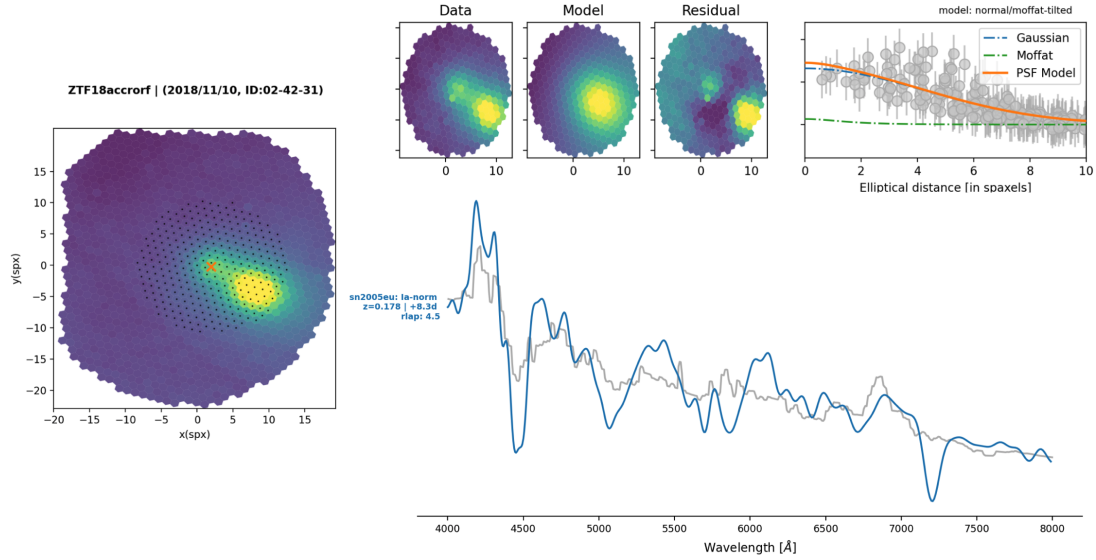 Data Model Residual
model: normal/moffat-tilted
Gaussian
Moffat
PSF Model
0 10 0 10 0 10
0 2 4 6 8 10
Elliptical distance [in spaxels]
ZTF18accrorf | (2018/11/10, ID:02-42-31)
15
10
5
0
−5
−10
−15
−20
y(spx)
−20 −15 −10 −5 0 5 10 15
x(spx)
sn2005eu: Ia-norm
z=0.178 | +8.3d
rlap: 4.5
4000 4500 5000 5500 6000 6500 7000 7500 8000
Wavelength [Å]